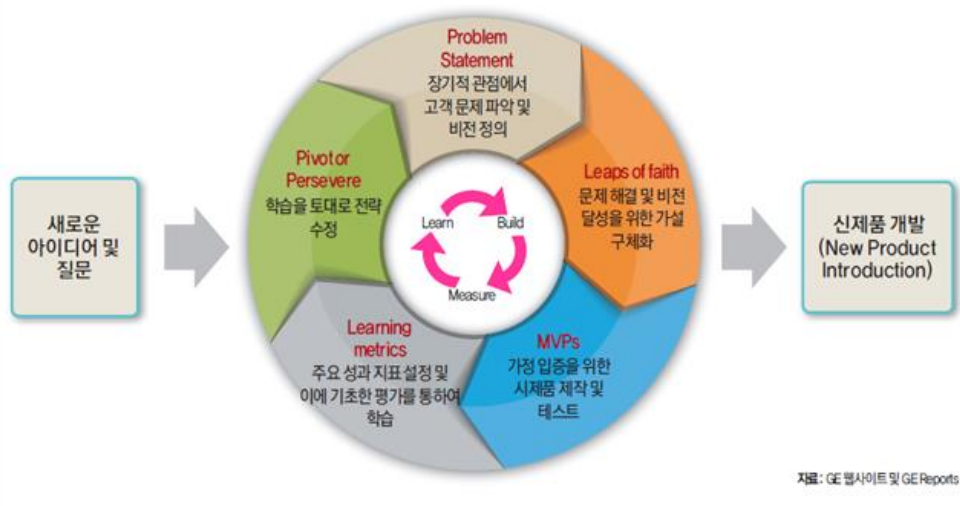 새로운
아이디어 및
질문
Problem
Statement
장기적 관점에서
고객 문제 파악 및
비전 정의
Leaps of faith
문제 해결 및 비전
달성을 위한 가설
구체화
MVPs
가정 입증을 위한
시제품 제작 및
테스트
Learning
metrics
주요 성과 지표 설정 및
이에 기초한 평가를 통하여
학습
Pivot or
Persevere
학습을 토대로 전략
수정
Learn
Build
Measure
신제품 개발
(New Product
Introduction)
자료: GE 웹사이트 및 GE Reports